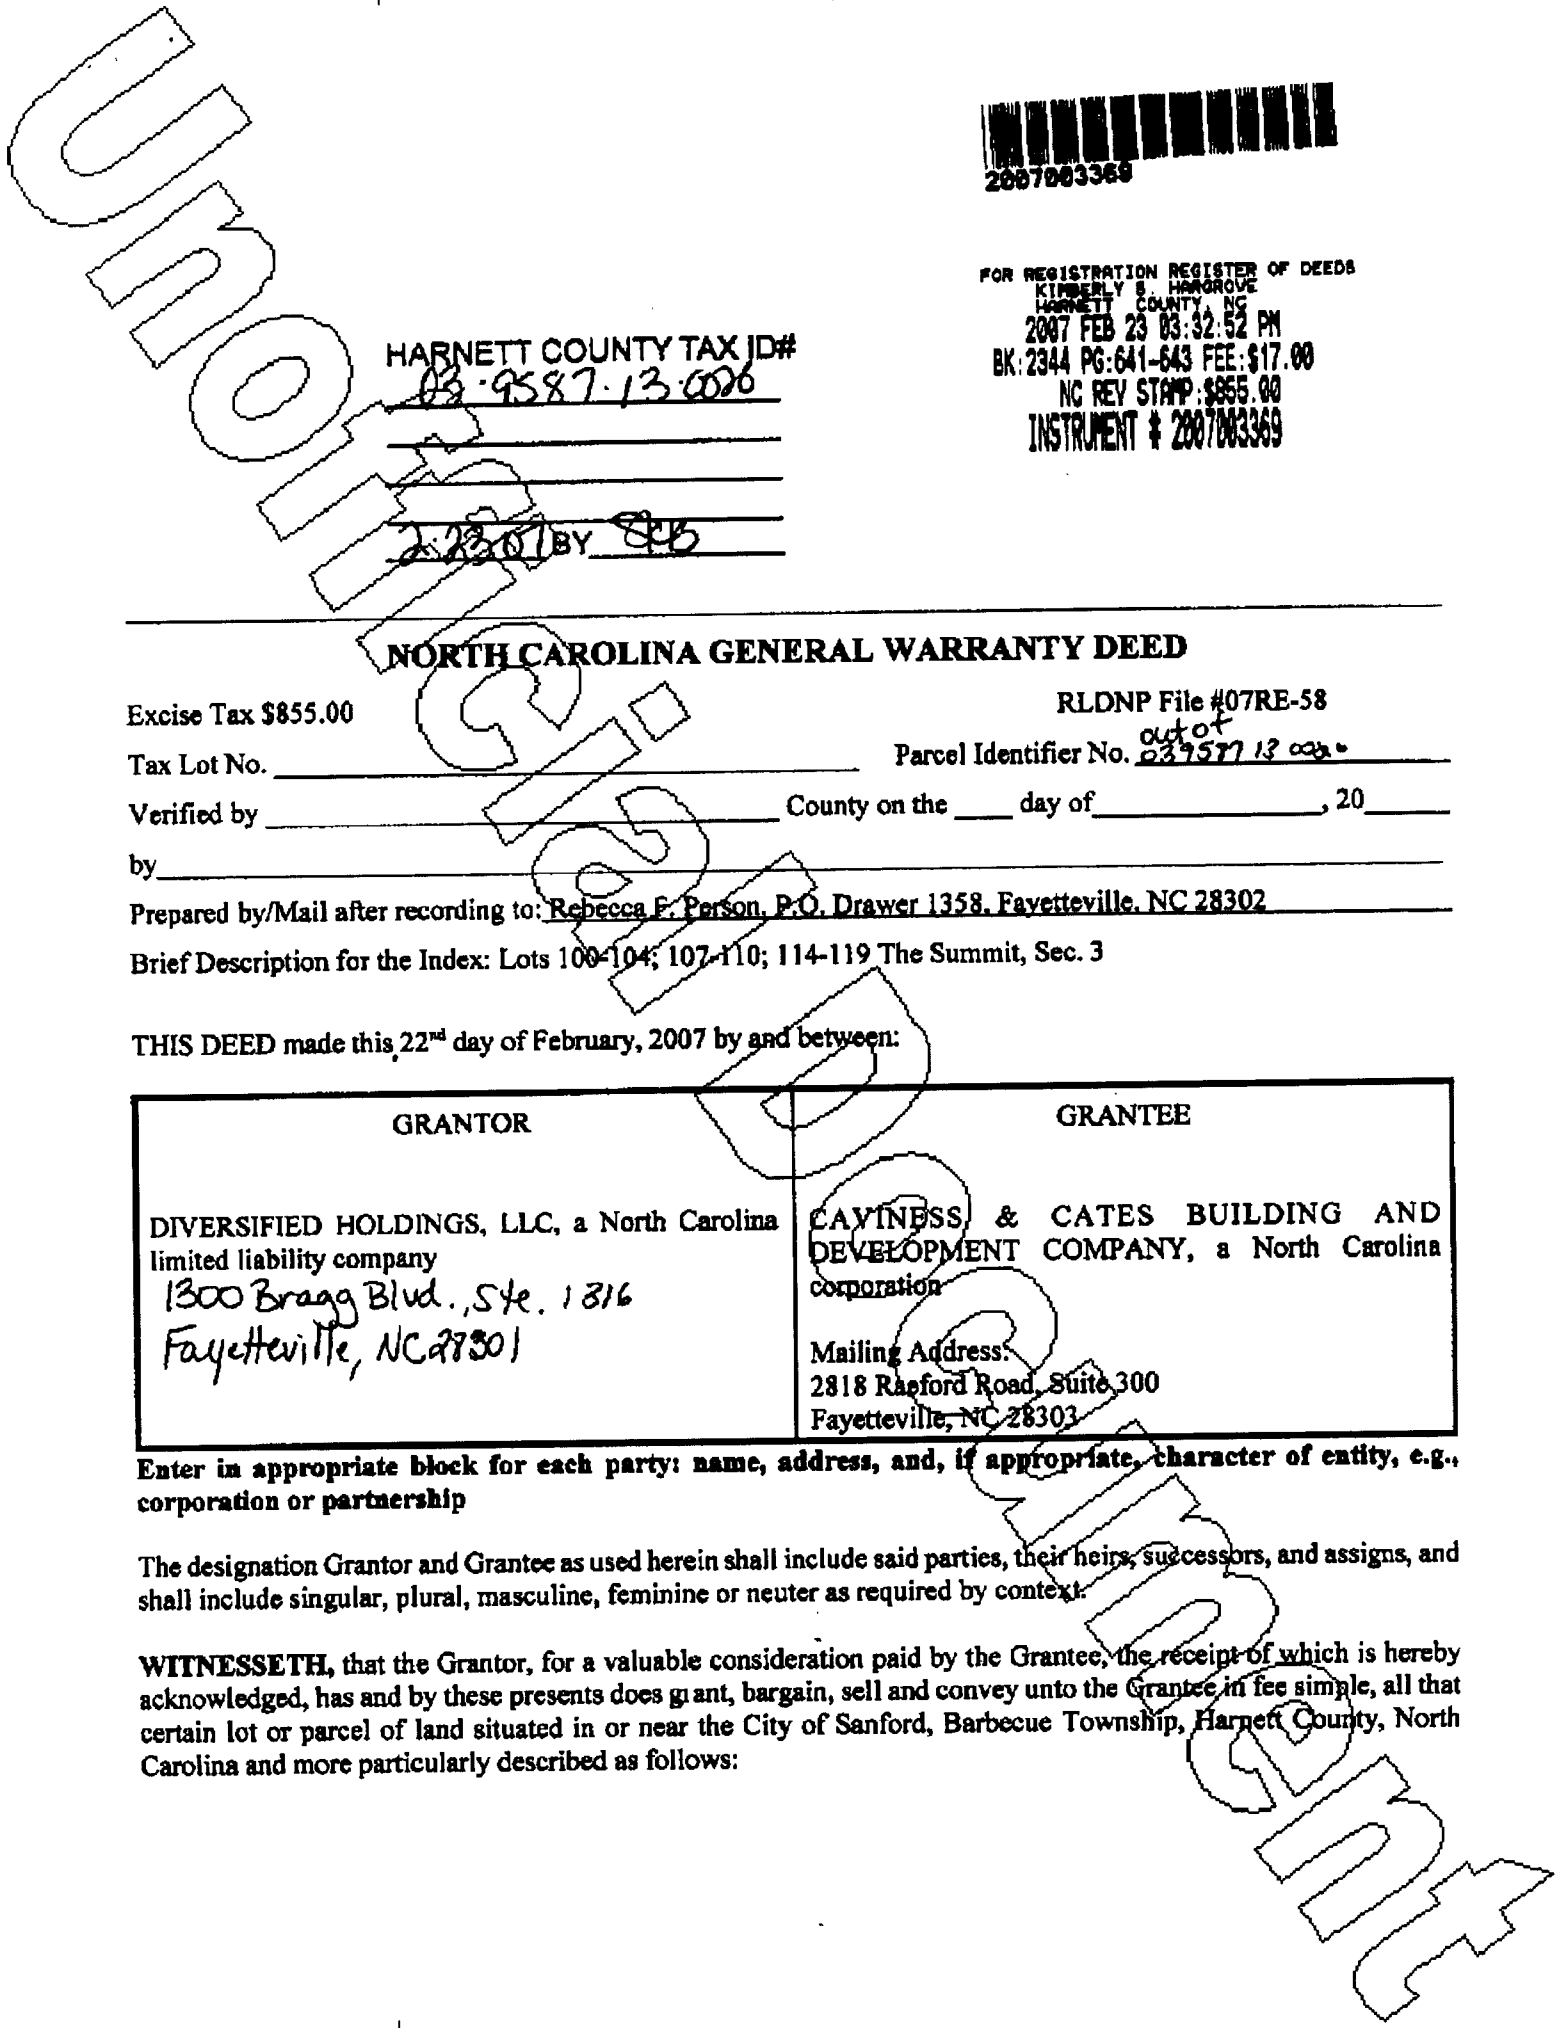 2007003369
FOR REGISTRATION REGISTER OF DEEDS
KIMBERLY S. HARGROVE
HARNETT COUNTY, NC
2007 FEB 23 03:32:52 PM
BK:2344 PG:641-643 FEE:$17.00
NC REV STAMP:$855.00
INSTRUMENT # 2007003369
HARNETT COUNTY TAX ID#
03.9587.13.0026
2.23.07 BY
NORTH CAROLINA GENERAL WARRANTY DEED
Excise Tax $855.00
RLDNP File #07RE-58
out of
Tax Lot No.
Parcel Identifier No. 039587 13
Verified by County on the day of , 20
by
Prepared by/Mail after recording to: Rebecca F. Person, P.O. Drawer 1358, Fayetteville, NC 28302
Brief Description for the Index: Lots 100-104; 107-110; 114-119 The Summit, Sec. 3
THIS DEED made this 22nd day of February, 2007 by and between:
GRANTOR
DIVERSIFIED HOLDINGS, LLC, a North Carolina
limited liability company
1300 Bragg Blvd., Ste. 1316
Fayetteville, NC 28301
GRANTEE
CAVINESS & CATES BUILDING AND
DEVELOPMENT COMPANY, a North Carolina
corporation
Mailing Address:
2818 Raeford Road, Suite 300
Fayetteville, NC 28303
Enter in appropriate block for each party: name, address, and, if appropriate, character of entity, e.g.,
corporation or partnership
The designation Grantor and Grantee as used herein shall include said parties, their heirs, successors, and assigns, and
shall include singular, plural, masculine, feminine or neuter as required by context.
WITNESSETH, that the Grantor, for a valuable consideration paid by the Grantee, the receipt of which is hereby
acknowledged, has and by these presents does grant, bargain, sell and convey unto the Grantee in fee simple, all that
certain lot or parcel of land situated in or near the City of Sanford, Barbecue Township, Harnett County, North
Carolina and more particularly described as follows:
Unofficial Document